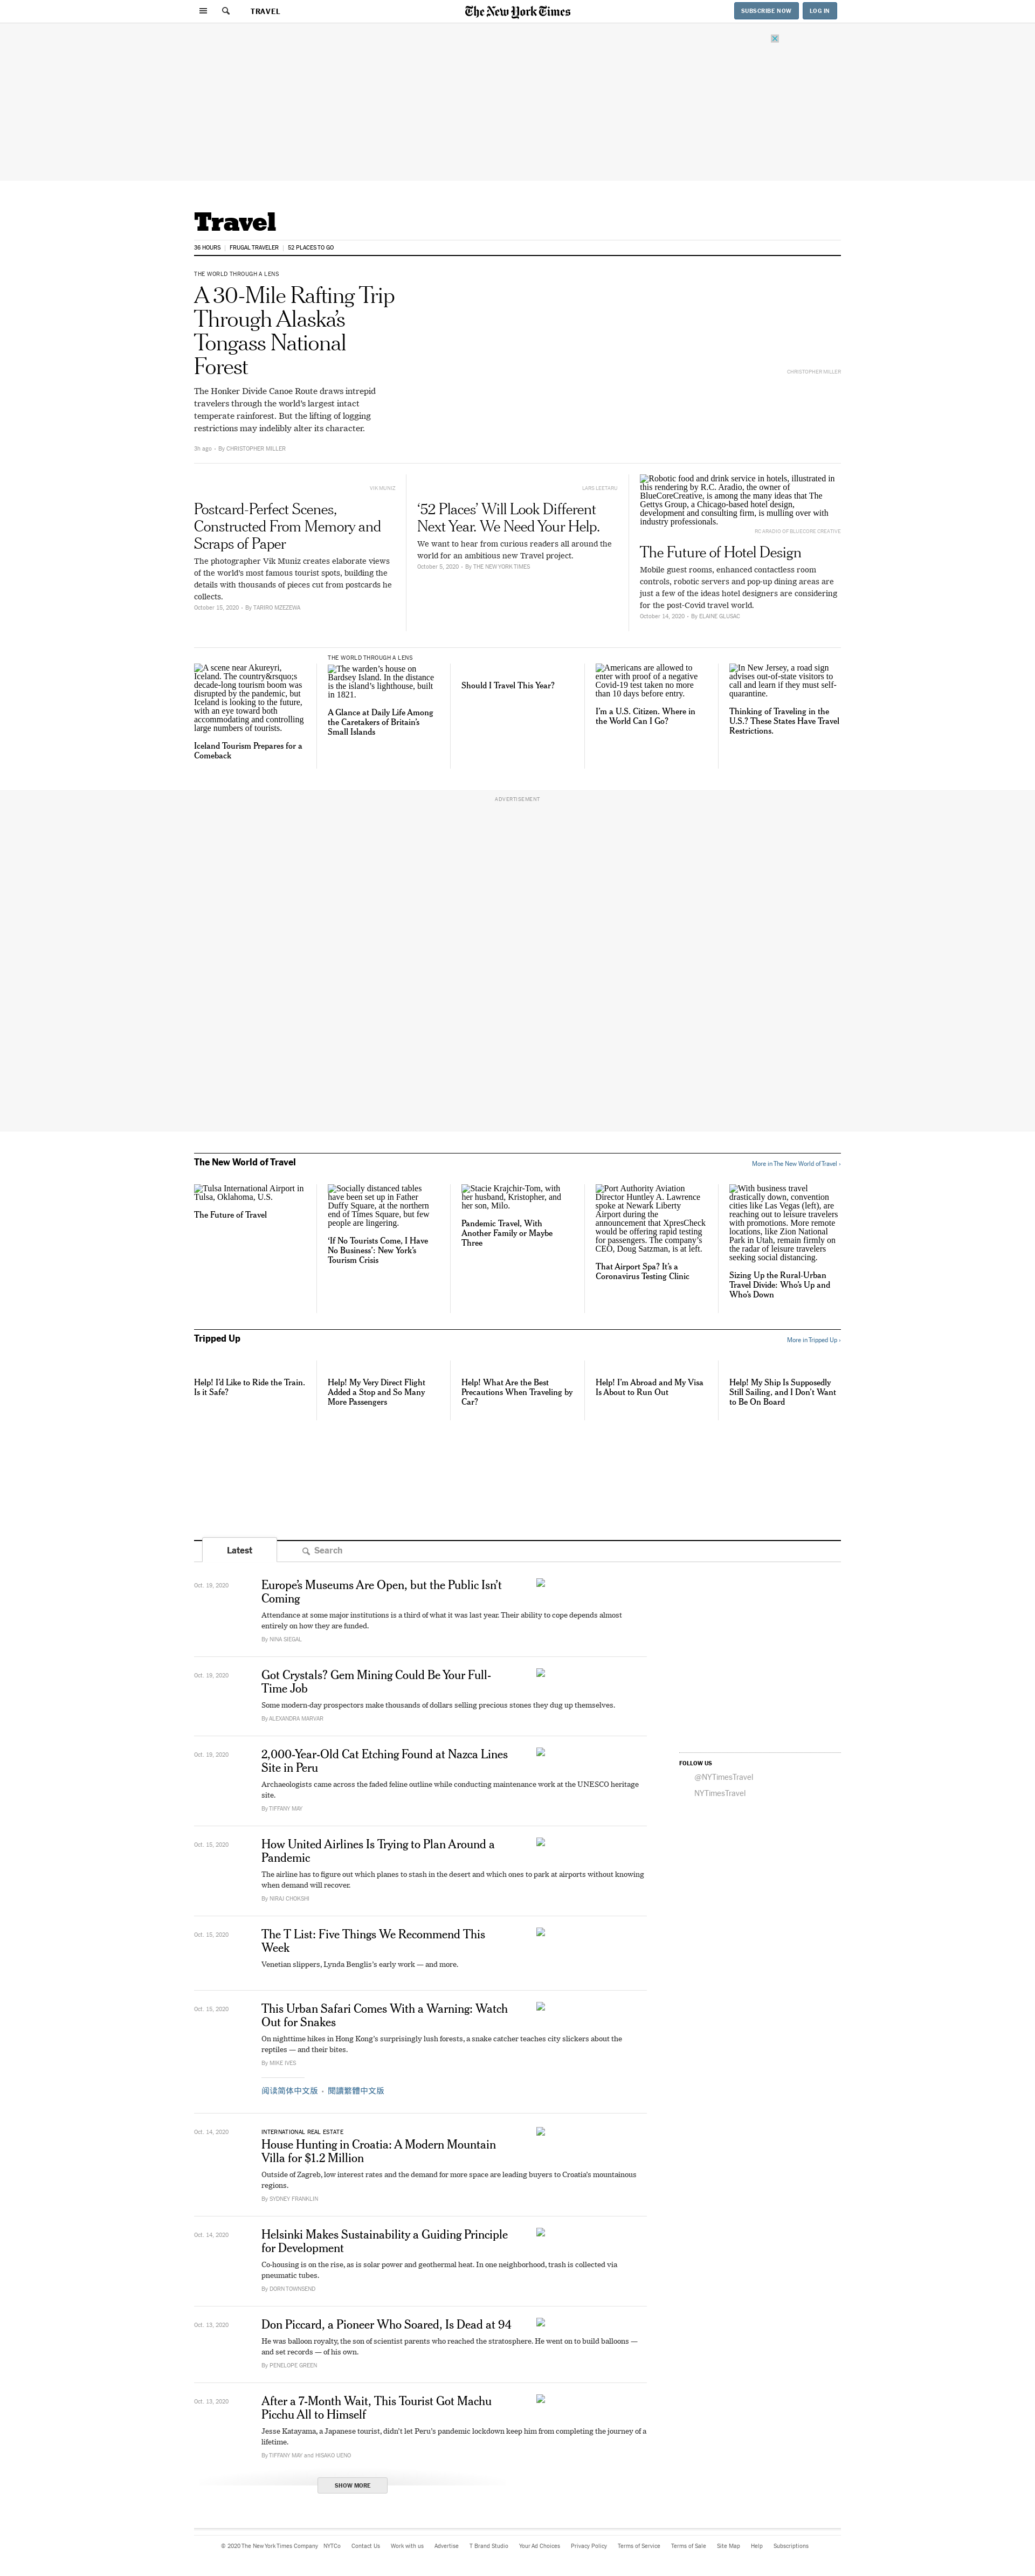 TRAVEL
The New York Times
SUBSCRIBE NOW
LOG IN
Travel
36 HOURS
FRUGAL TRAVELER
52 PLACES TO GO
THE WORLD THROUGH A LENS
A 30-Mile Rafting Trip
Through Alaska’s
Tongass National
Forest
The Honker Divide Canoe Route draws intrepid
travelers through the world’s largest intact
temperate rainforest. But the lifting of logging
restrictions may indelibly alter its character.
3h ago - By CHRISTOPHER MILLER
CHRISTOPHER MILLER
VIK MUNIZ
Postcard-Perfect Scenes,
Constructed From Memory and
Scraps of Paper
The photographer Vik Muniz creates elaborate views
of the world’s most famous tourist spots, building the
details with thousands of pieces cut from postcards he
collects.
October 15, 2020 - By TARIRO MZEZEWA
LARS LEETARU
‘52 Places’ Will Look Different
Next Year. We Need Your Help.
We want to hear from curious readers all around the
world for an ambitious new Travel project.
October 5, 2020 - By THE NEW YORK TIMES
Robotic food and drink service in hotels, illustrated in
this rendering by R.C. Aradio, the owner of
BlueCoreCreative, is among the many ideas that The
Gettys Group, a Chicago-based hotel design,
development and consulting firm, is mulling over with
industry professionals.
RC ARADIO OF BLUECORE CREATIVE
The Future of Hotel Design
Mobile guest rooms, enhanced contactless room
controls, robotic servers and pop-up dining areas are
just a few of the ideas hotel designers are considering
for the post-Covid travel world.
October 14, 2020 - By ELAINE GLUSAC
A scene near Akureyri,
Iceland. The country&rsquo;s
decade-long tourism boom was
disrupted by the pandemic, but
Iceland is looking to the future,
with an eye toward both
accommodating and controlling
large numbers of tourists.
Iceland Tourism Prepares for a
Comeback
THE WORLD THROUGH A LENS
The warden’s house on
Bardsey Island. In the distance
is the island’s lighthouse, built
in 1821.
A Glance at Daily Life Among
the Caretakers of Britain’s
Small Islands
Should I Travel This Year?
Americans are allowed to
enter with proof of a negative
Covid-19 test taken no more
than 10 days before entry.
I’m a U.S. Citizen. Where in
the World Can I Go?
In New Jersey, a road sign
advises out-of-state visitors to
call and learn if they must self-
quarantine.
Thinking of Traveling in the
U.S.? These States Have Travel
Restrictions.
ADVERTISEMENT
The New World of Travel
More in The New World of Travel ›
Tulsa International Airport in
Tulsa, Oklahoma, U.S.
The Future of Travel
Socially distanced tables
have been set up in Father
Duffy Square, at the northern
end of Times Square, but few
people are lingering.
‘If No Tourists Come, I Have
No Business’: New York’s
Tourism Crisis
Stacie Krajchir-Tom, with
her husband, Kristopher, and
her son, Milo.
Pandemic Travel, With
Another Family or Maybe
Three
Port Authority Aviation
Director Huntley A. Lawrence
spoke at Newark Liberty
Airport during the
announcement that XpresCheck
would be offering rapid testing
for passengers. The company’s
CEO, Doug Satzman, is at left.
That Airport Spa? It’s a
Coronavirus Testing Clinic
With business travel
drastically down, convention
cities like Las Vegas (left), are
reaching out to leisure travelers
with promotions. More remote
locations, like Zion National
Park in Utah, remain firmly on
the radar of leisure travelers
seeking social distancing.
Sizing Up the Rural-Urban
Travel Divide: Who’s Up and
Who’s Down
Tripped Up
More in Tripped Up ›
Help! I’d Like to Ride the Train.
Is it Safe?
Help! My Very Direct Flight
Added a Stop and So Many
More Passengers
Help! What Are the Best
Precautions When Traveling by
Car?
Help! I’m Abroad and My Visa
Is About to Run Out
Help! My Ship Is Supposedly
Still Sailing, and I Don’t Want
to Be On Board
Latest
Search
Oct. 19, 2020
Europe’s Museums Are Open, but the Public Isn’t
Coming
Attendance at some major institutions is a third of what it was last year. Their ability to cope depends almost
entirely on how they are funded.
By NINA SIEGAL
Oct. 19, 2020
Got Crystals? Gem Mining Could Be Your Full-
Time Job
Some modern-day prospectors make thousands of dollars selling precious stones they dug up themselves.
By ALEXANDRA MARVAR
Oct. 19, 2020
2,000-Year-Old Cat Etching Found at Nazca Lines
Site in Peru
Archaeologists came across the faded feline outline while conducting maintenance work at the UNESCO heritage
site.
By TIFFANY MAY
FOLLOW US
@NYTimesTravel
NYTimesTravel
Oct. 15, 2020
How United Airlines Is Trying to Plan Around a
Pandemic
The airline has to figure out which planes to stash in the desert and which ones to park at airports without knowing
when demand will recover.
By NIRAJ CHOKSHI
Oct. 15, 2020
The T List: Five Things We Recommend This
Week
Venetian slippers, Lynda Benglis’s early work — and more.
Oct. 15, 2020
This Urban Safari Comes With a Warning: Watch
Out for Snakes
On nighttime hikes in Hong Kong’s surprisingly lush forests, a snake catcher teaches city slickers about the
reptiles — and their bites.
By MIKE IVES
阅读简体中文版 · 閱讀繁體中文版
Oct. 14, 2020
INTERNATIONAL REAL ESTATE
House Hunting in Croatia: A Modern Mountain
Villa for $1.2 Million
Outside of Zagreb, low interest rates and the demand for more space are leading buyers to Croatia’s mountainous
regions.
By SYDNEY FRANKLIN
Oct. 14, 2020
Helsinki Makes Sustainability a Guiding Principle
for Development
Co-housing is on the rise, as is solar power and geothermal heat. In one neighborhood, trash is collected via
pneumatic tubes.
By DORN TOWNSEND
Oct. 13, 2020
Don Piccard, a Pioneer Who Soared, Is Dead at 94
He was balloon royalty, the son of scientist parents who reached the stratosphere. He went on to build balloons —
and set records — of his own.
By PENELOPE GREEN
Oct. 13, 2020
After a 7-Month Wait, This Tourist Got Machu
Picchu All to Himself
Jesse Katayama, a Japanese tourist, didn’t let Peru’s pandemic lockdown keep him from completing the journey of a
lifetime.
By TIFFANY MAY and HISAKO UENO
SHOW MORE
© 2020 The New York Times Company NYTCo Contact Us Work with us Advertise T Brand Studio Your Ad Choices Privacy Policy Terms of Service Terms of Sale Site Map Help Subscriptions